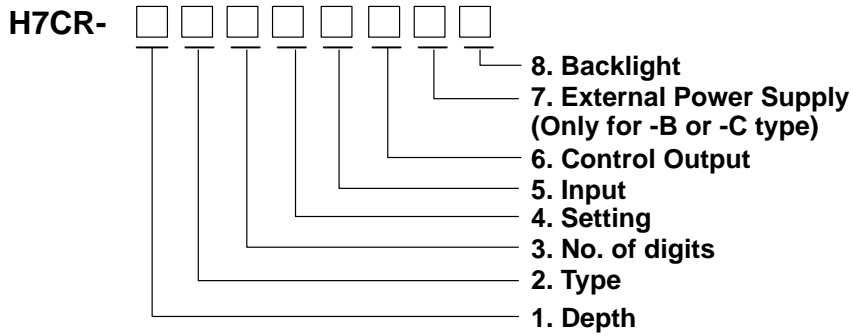 H7CR-
8. Backlight
7. External Power Supply
(Only for -B or -C type)
6. Control Output
5. Input
4. Setting
3. No. of digits
2. Type
1. Depth